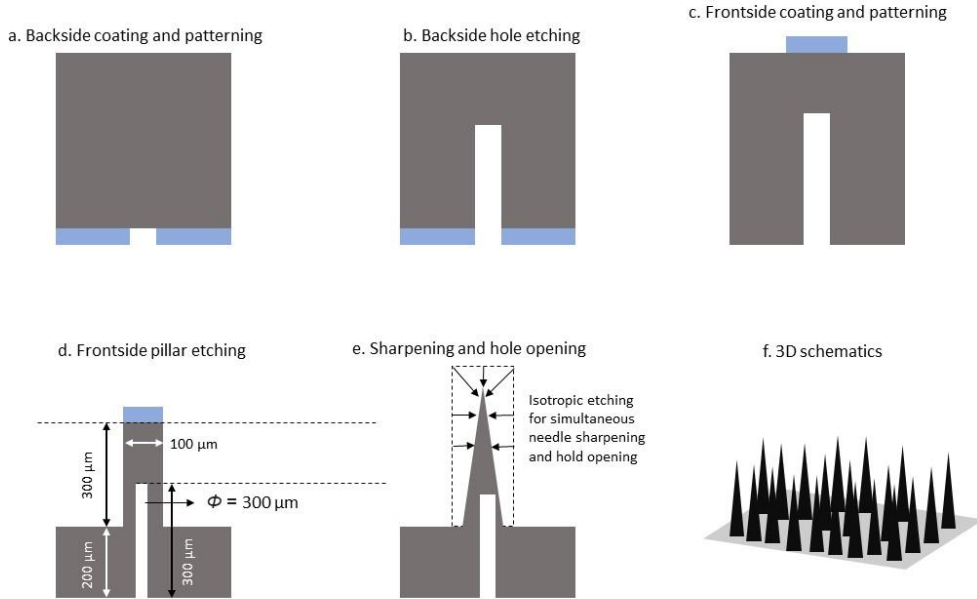 a. Backside coating and patterning
b. Backside hole etching
c. Frontside coating and patterning
d. Frontside pillar etching
300 μm
100 μm
Φ = 300 μm
200 μm
300 μm
e. Sharpening and hole opening
Isotropic etching
for simultaneous
needle sharpening
and hold opening
f. 3D schematics